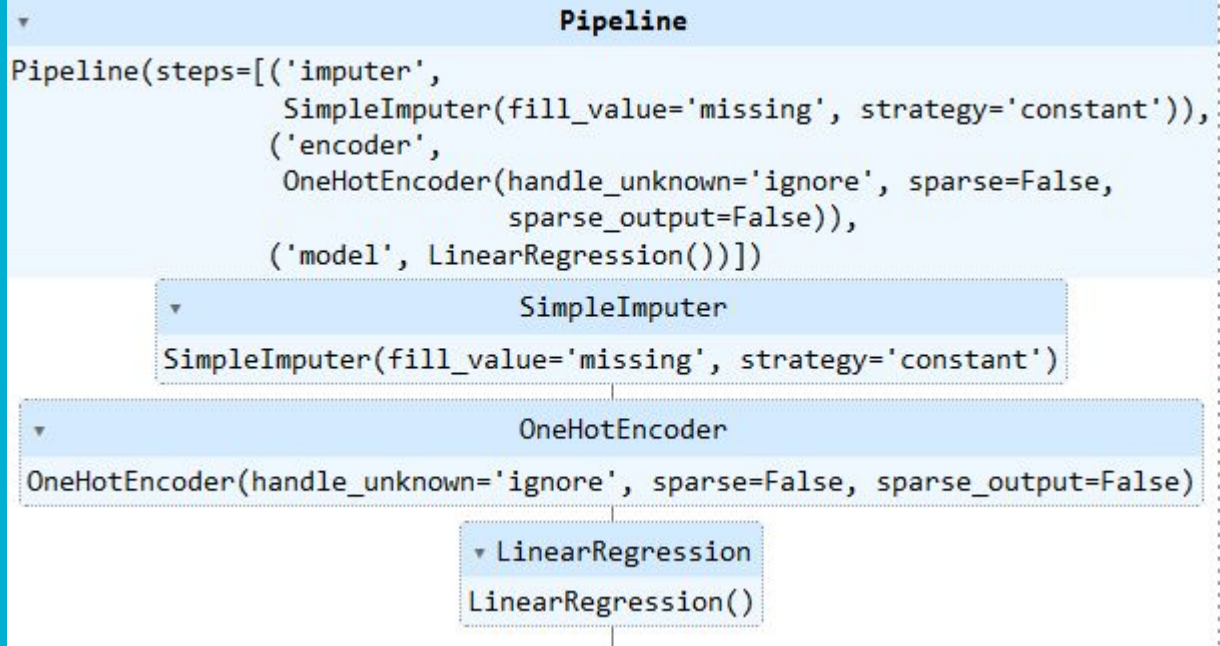 Pipeline
Pipeline(steps=[('imputer',
SimpleImputer(fill_value='missing', strategy='constant')),
('encoder',
OneHotEncoder(handle_unknown='ignore', sparse=False,
sparse_output=False)),
('model', LinearRegression())])
SimpleImputer
SimpleImputer(fill_value='missing', strategy='constant')
OneHotEncoder
OneHotEncoder(handle_unknown='ignore', sparse=False, sparse_output=False)
LinearRegression
LinearRegression()